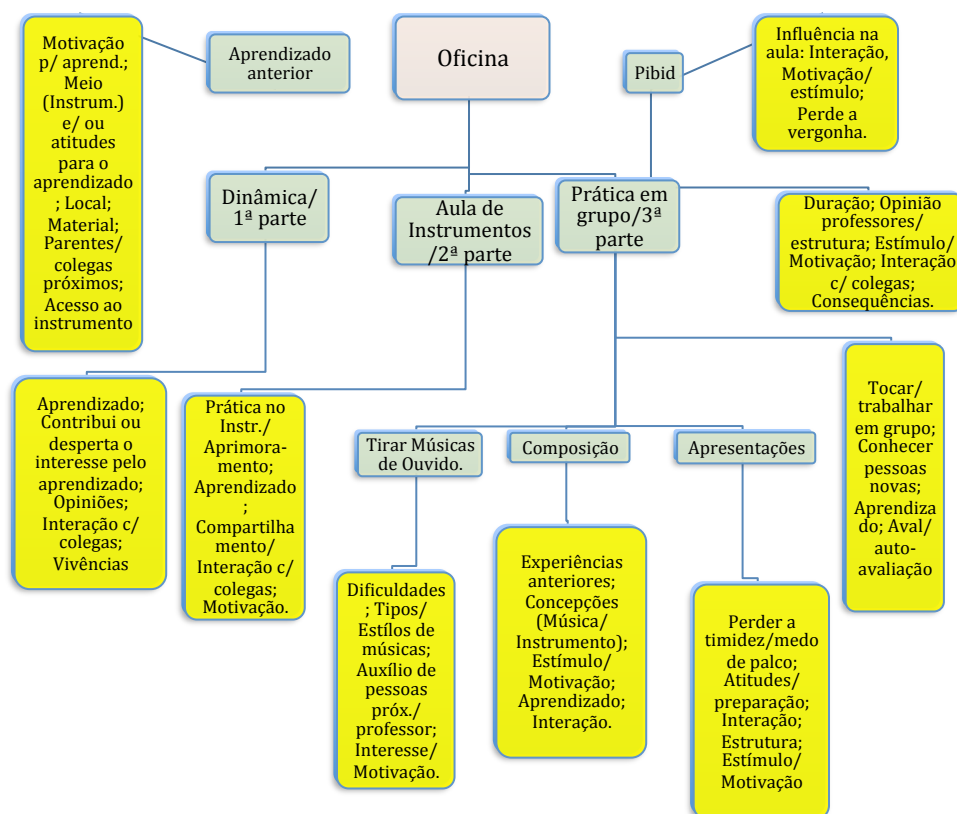 Motivação
p/ aprend.;
Meio
(Instrum.)
e/ ou
atitudes
para o
aprendizado
; Local;
Material;
Parentes/
colegas
próximos;
Acesso ao
instrumento
Aprendizado
anterior
Oficina
Pibid
Influência na
aula: Interação,
Motivação/
estímulo;
Perde a
vergonha.
Dinâmica/
1ª parte
Aula de
Instrumentos
/2ª parte
Prática em
grupo/3ª
parte
Duração; Opinião
professores/
estrutura; Estímulo/
Motivação; Interação
c/ colegas;
Consequências.
Aprendizado;
Contribui ou
desperta o
interesse pelo
aprendizado;
Opiniões;
Interação c/
colegas;
Vivências
Prática no
Instr./
Aprimora-
mento;
Aprendizado
;
Compartilha
mento/
Interação c/
colegas;
Motivação.
Tirar Músicas
de Ouvido.
Composição
Apresentações
Tocar/
trabalhar
em grupo;
Conhecer
pessoas
novas;
Aprendiza
do; Aval/
auto-
avaliação
Dificuldades
; Tipos/
Estílos de
músicas;
Auxílio de
pessoas
próx./
professor;
Interesse/
Motivação.
Experiências
anteriores;
Concepções
(Música/
Instrumento);
Estímulo/
Motivação;
Aprendizado;
Interação.
Perder a
timidez/medo
de palco;
Atitudes/
preparação;
Interação;
Estrutura;
Estímulo/
Motivação